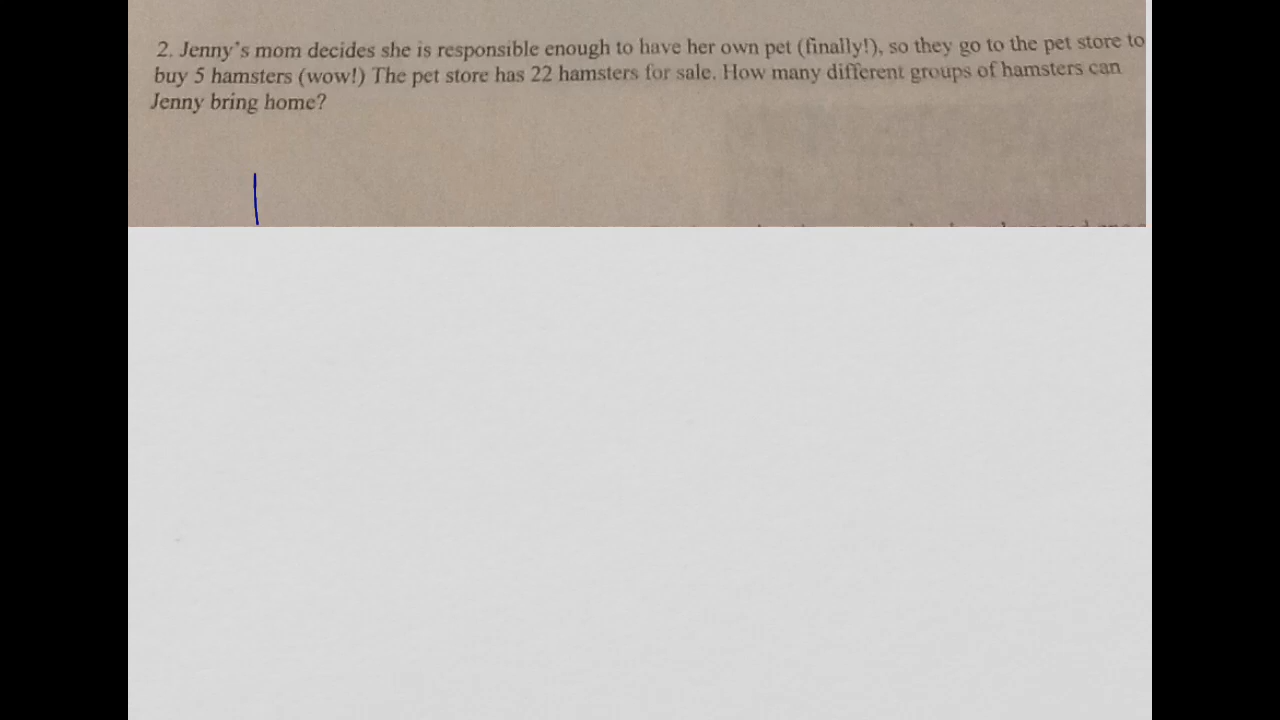 2. Jenny's mom decides she is responsible enough to have her own pet (finally!), so they go to the pet store to
buy 5 hamsters (wow!) The pet store has 22 hamsters for sale. How many different groups of hamsters can
Jenny bring home?